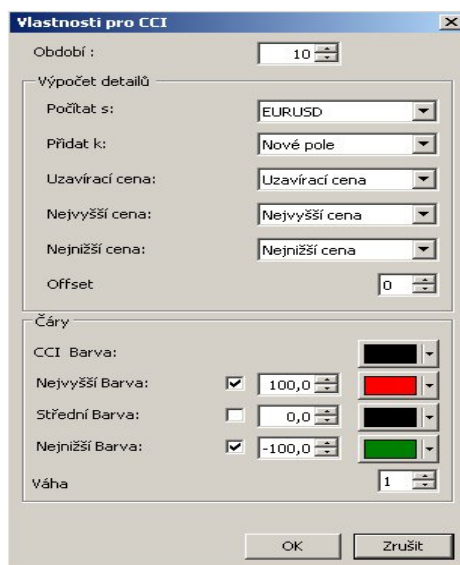 Vlastnosti pro CCI
Období : 10
Výpočet detailů
Počítat s: EURUSD
Přidat k: Nové pole
Uzavírací cena: Uzavírací cena
Nejvyšší cena: Nejvyšší cena
Nejnižší cena: Nejnižší cena
Offset 0
Čáry
CCI Barva:
Nejvyšší Barva: 100,0
Střední Barva: 0,0
Nejnižší Barva: -100,0
Váha 1
OK Zrušit